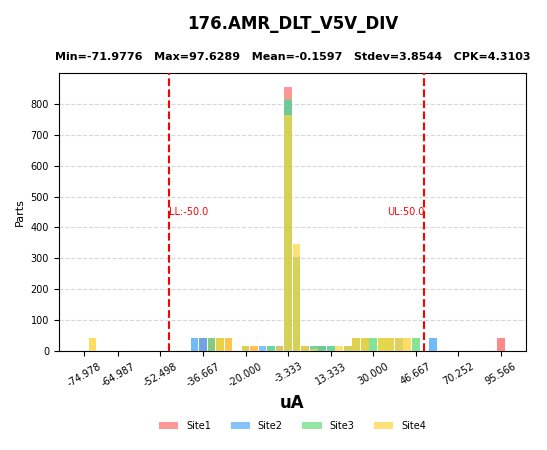 176.AMR_DLT_V5V_DIV
Min=-71.9776 Max=97.6289 Mean=-0.1597 Stdev=3.8544 CPK=4.3103
800
700
600
500
400
300
200
100
0
Parts
LL:-50.0
UL:50.0
-74.978
-64.987
-52.498
-36.667
-20.000
-3.333
13.333
30.000
46.667
70.252
95.566
uA
Site1 Site2 Site3 Site4